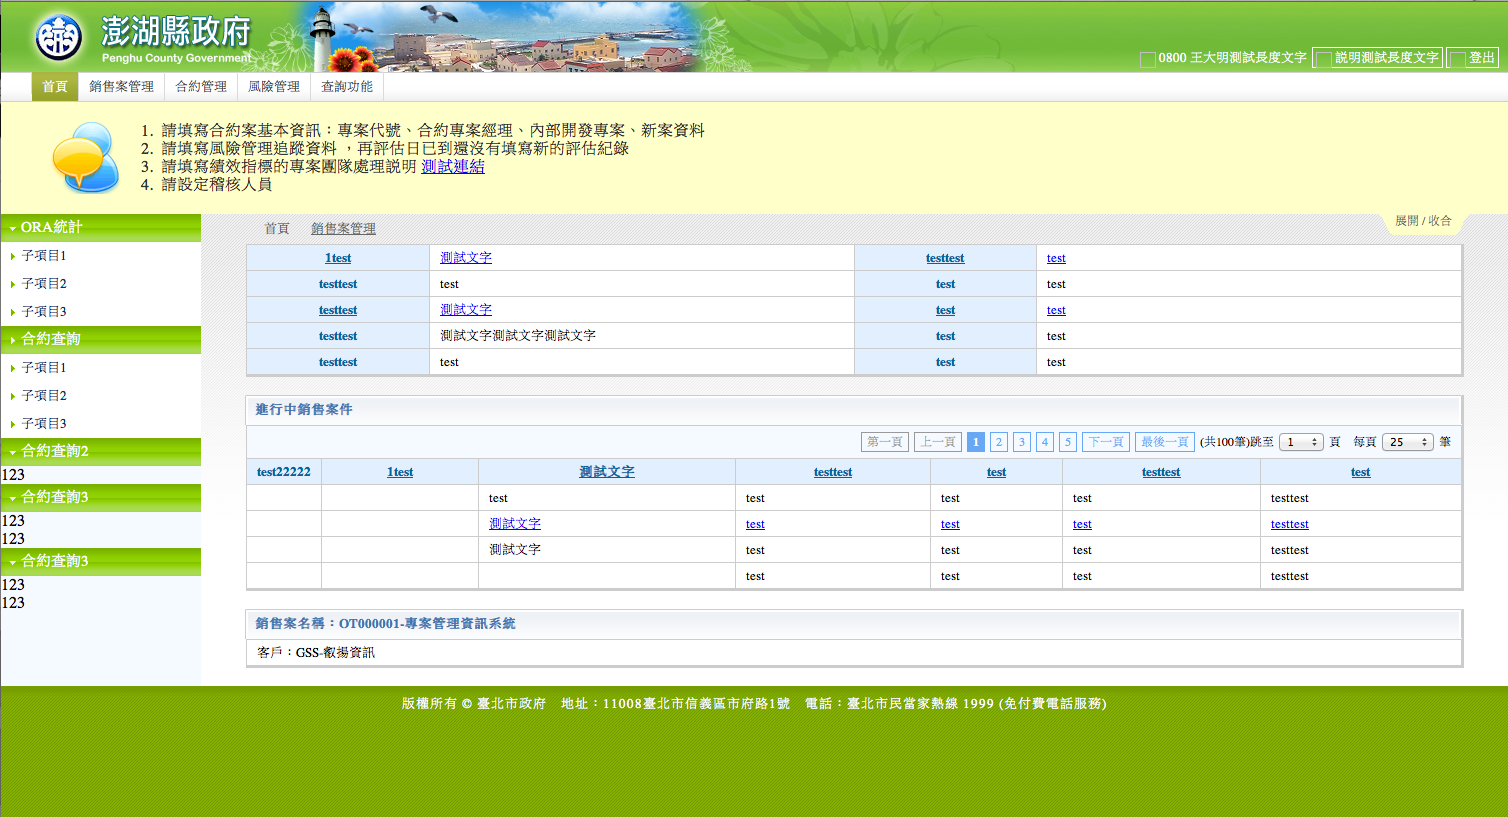 澎湖縣政府
Penghu County Government
0800 王大明測試長度文字 說明測試長度文字 登出
首頁 銷售案管理 合約管理 風險管理 查詢功能
1. 請填寫合約案基本資訊：專案代號、合約專案經理、內部開發專案、新案資料
2. 請填寫風險管理追蹤資料 ，再評估日已到還沒有填寫新的評估紀錄
3. 請填寫績效指標的專案團隊處理說明 測試連結
4. 請設定稽核人員
展開 / 收合
ORA統計
子項目1
子項目2
子項目3
合約查詢
子項目1
子項目2
子項目3
合約查詢2
123
合約查詢3
123
123
合約查詢3
123
123
首頁 銷售案管理
1test 測試文字 testtest test
testtest test test test
testtest 測試文字 test test
testtest 測試文字測試文字測試文字 test test
testtest test test test
進行中銷售案件
第一頁 上一頁 1 2 3 4 5 下一頁 最後一頁 (共100筆)跳至 1 頁 每頁 25 筆
test22222 1test 測試文字 testtest test testtest test
test test test test testtest
測試文字 test test test testtest
測試文字 test test test testtest
test test test testtest
銷售案名稱：OT000001-專案管理資訊系統
客戶：GSS-叡揚資訊
版權所有 © 臺北市政府 地址：11008臺北市信義區市府路1號 電話：臺北市民當家熱線 1999 (免付費電話服務)